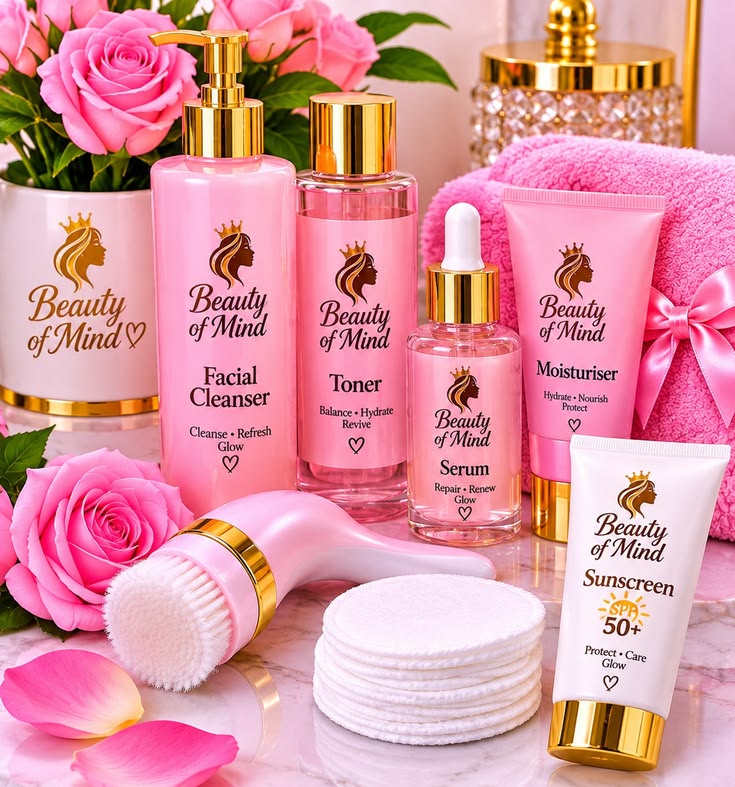 Beauty
of Mind
Beauty
of Mind
Facial
Cleanser
Cleanse • Refresh
Glow
Beauty
of Mind
Toner
Balance • Hydrate
Revive
Beauty
of Mind
Serum
Repair • Renew
Glow
Beauty
of Mind
Moisturiser
Hydrate • Nourish
Protect
Beauty
of Mind
Sunscreen
SPF
50+
Protect • Care
Glow